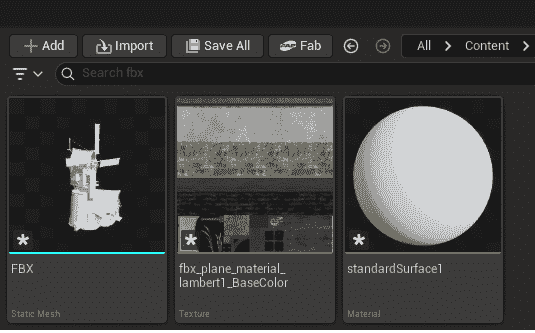 Add
Import
Save All
Fab
All
Content
Search fbx
FBX
Static Mesh
fbx_plane_material_
lambert1_BaseColor
Texture
standardSurface1
Material